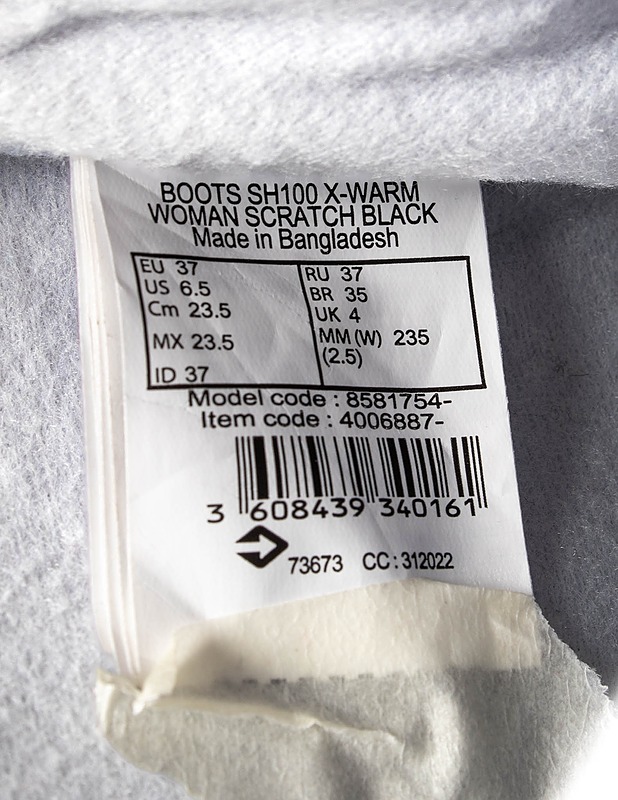 BOOTS SH100 X-WARM
WOMAN SCRATCH BLACK
Made in Bangladesh
EU 37
US 6.5
Cm 23.5
MX 23.5
ID 37
RU 37
BR 35
UK 4
MM (W) 235
(2.5)
Model code : 8581754-
Item code : 4006887-
3 608439 340161
73673 CC : 312022